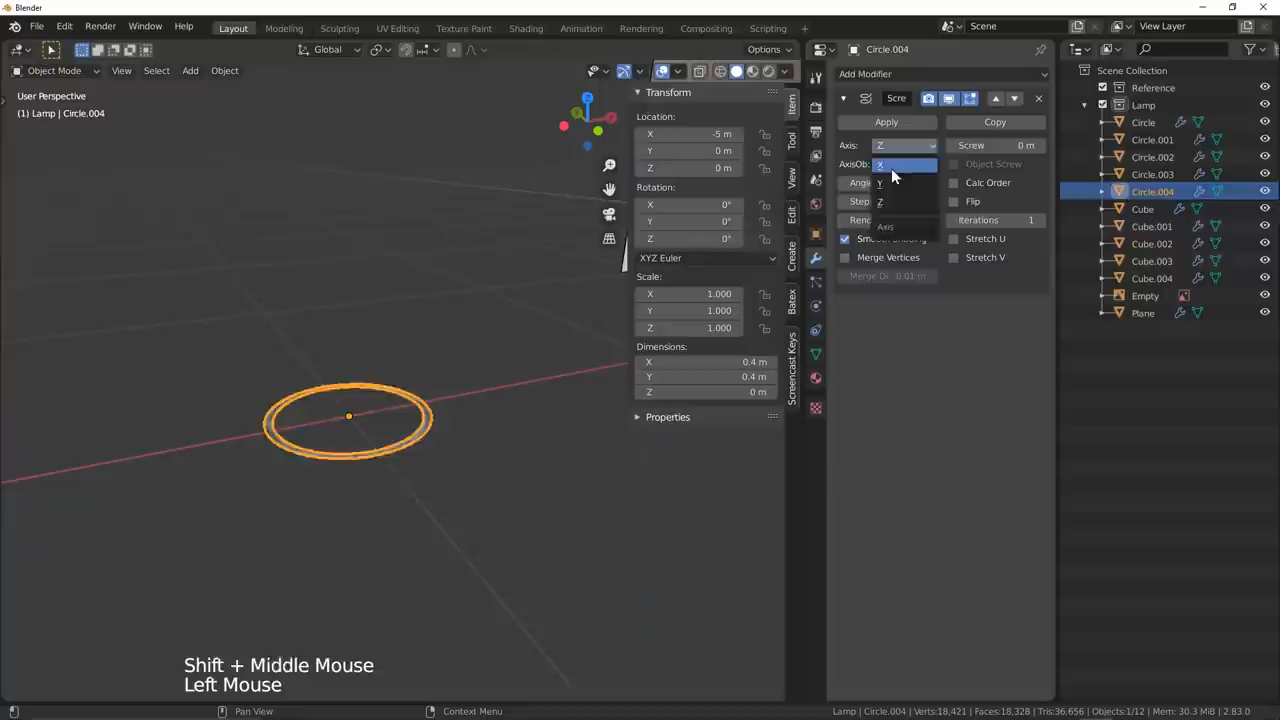 Blender
File Edit Render Window Help Layout Modeling Sculpting UV Editing Texture Paint Shading Animation Rendering Compositing Scripting + Scene View Layer
Global Options Circle.004
Object Mode View Select Add Object
User Perspective
(1) Lamp | Circle.004
Z
Transform
Location:
X -5 m
Y 0 m
Z 0 m
Rotation:
X 0°
Y 0°
Z 0°
XYZ Euler
Scale:
X 1.000
Y 1.000
Z 1.000
Dimensions:
X 0.4 m
Y 0.4 m
Z 0 m
Properties
Item
Tool
View
Edit
Create
Batex
Screencast Keys
Add Modifier
Scre
Apply Copy
Axis: Z Screw 0 m
AxisOb: X Object Screw
Angl Y Calc Order
Step Z Flip
Rend Axis Iterations 1
Stretch U
Merge Vertices Stretch V
Merge Di 0.01 m
Scene Collection
Reference
Lamp
Circle
Circle.001
Circle.002
Circle.003
Circle.004
Cube
Cube.001
Cube.002
Cube.003
Cube.004
Empty
Plane
Shift + Middle Mouse
Left Mouse
Pan View Context Menu Lamp | Circle.004 | Verts:18,421 | Faces:18,328 | Tris:36,656 | Objects:1/12 | Mem: 30.3 MiB | 2.83.0